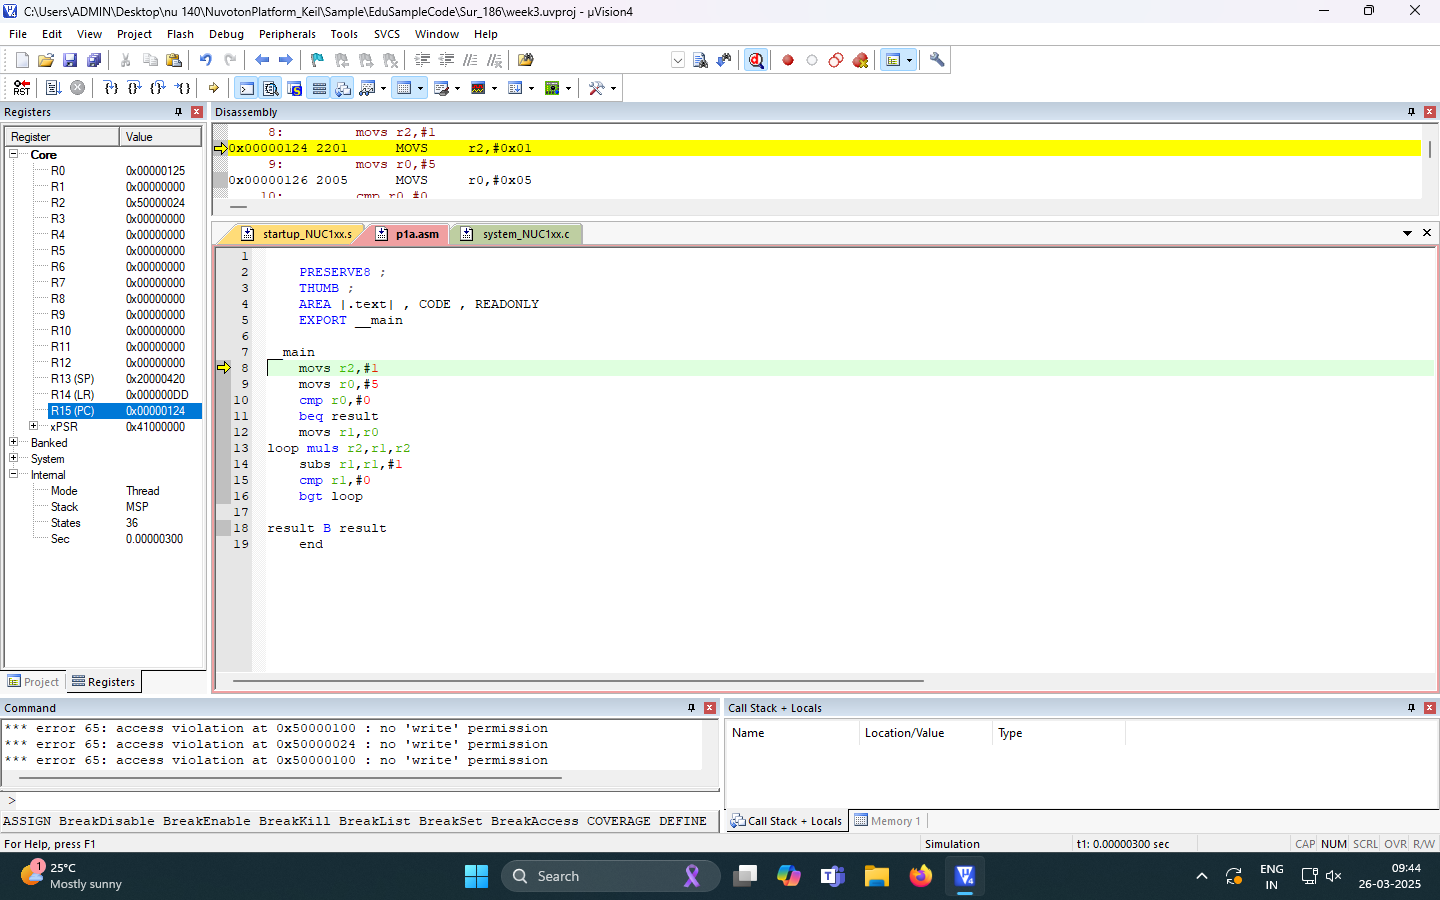 C:\Users\ADMIN\Desktop\nu 140\NuvotonPlatform_Keil\Sample\EduSampleCode\Sur_186\week3.uvproj - µVision4
File Edit View Project Flash Debug Peripherals Tools SVCS Window Help
RST
Registers
Register Value
Core
R0 0x00000125
R1 0x00000000
R2 0x50000024
R3 0x00000000
R4 0x00000000
R5 0x00000000
R6 0x00000000
R7 0x00000000
R8 0x00000000
R9 0x00000000
R10 0x00000000
R11 0x00000000
R12 0x00000000
R13 (SP) 0x20000420
R14 (LR) 0x000000DD
R15 (PC) 0x00000124
xPSR 0x41000000
Banked
System
Internal
Mode Thread
Stack MSP
States 36
Sec 0.00000300
Project Registers
Disassembly
8: movs r2,#1
0x00000124 2201 MOVS r2,#0x01
9: movs r0,#5
0x00000126 2005 MOVS r0,#0x05
10: cmp r0,#0
startup_NUC1xx.s p1a.asm system_NUC1xx.c
1
2 PRESERVE8 ;
3 THUMB ;
4 AREA |.text| , CODE , READONLY
5 EXPORT __main
6
7 __main
8 movs r2,#1
9 movs r0,#5
10 cmp r0,#0
11 beq result
12 movs r1,r0
13 loop muls r2,r1,r2
14 subs r1,r1,#1
15 cmp r1,#0
16 bgt loop
17
18 result B result
19 end
Command
*** error 65: access violation at 0x50000100 : no 'write' permission
*** error 65: access violation at 0x50000024 : no 'write' permission
*** error 65: access violation at 0x50000100 : no 'write' permission
>
ASSIGN BreakDisable BreakEnable BreakKill BreakList BreakSet BreakAccess COVERAGE DEFINE
Call Stack + Locals
Name Location/Value Type
Call Stack + Locals Memory 1
For Help, press F1 Simulation t1: 0.00000300 sec CAP NUM SCRL OVR R/W
1
25°C
Mostly sunny
Search
ENG
IN
09:44
26-03-2025